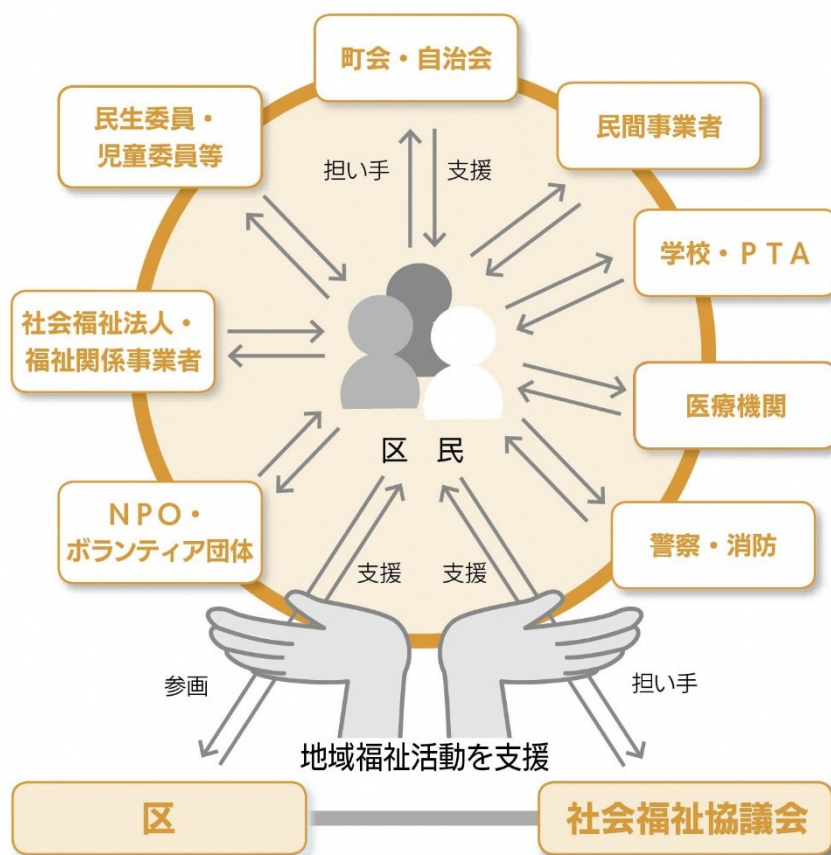 町会・自治会
民生委員・
児童委員等
民間事業者
担い手
支援
学校・PTA
社会福祉法人・
福祉関係事業者
医療機関
区民
NPO・
ボランティア団体
警察・消防
支援
支援
参画
担い手
地域福祉活動を支援
区
社会福祉協議会